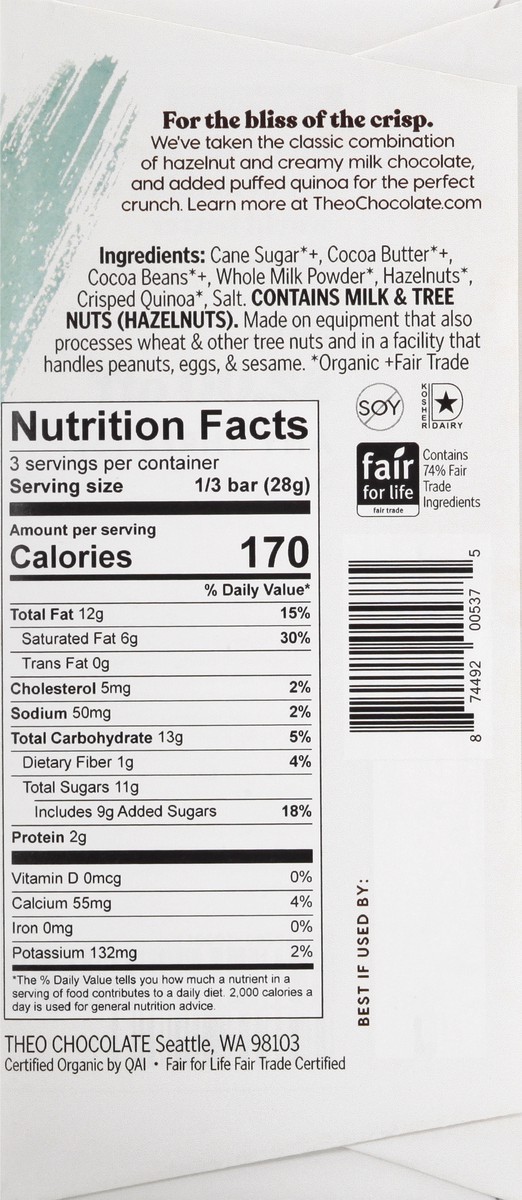 For the bliss of the crisp.
We've taken the classic combination
of hazelnut and creamy milk chocolate,
and added puffed quinoa for the perfect
crunch. Learn more at TheoChocolate.com
Ingredients: Cane Sugar*+, Cocoa Butter*+,
Cocoa Beans*+, Whole Milk Powder*, Hazelnuts*,
Crisped Quinoa*, Salt. CONTAINS MILK & TREE
NUTS (HAZELNUTS). Made on equipment that also
processes wheat & other tree nuts and in a facility that
handles peanuts, eggs, & sesame. *Organic +Fair Trade
SOY
KOSHER
D
DAIRY
fair
for life
fair trade
Contains
74% Fair
Trade
Ingredients
Nutrition Facts
3 servings per container
Serving size 1/3 bar (28g)
Amount per serving
Calories 170
% Daily Value*
Total Fat 12g 15%
Saturated Fat 6g 30%
Trans Fat 0g
Cholesterol 5mg 2%
Sodium 50mg 2%
Total Carbohydrate 13g 5%
Dietary Fiber 1g 4%
Total Sugars 11g
Includes 9g Added Sugars 18%
Protein 2g
Vitamin D 0mcg 0%
Calcium 55mg 4%
Iron 0mg 0%
Potassium 132mg 2%
*The % Daily Value tells you how much a nutrient in a
serving of food contributes to a daily diet. 2,000 calories a
day is used for general nutrition advice.
8 74492 00537 5
BEST IF USED BY:
THEO CHOCOLATE Seattle, WA 98103
Certified Organic by QAI • Fair for Life Fair Trade Certified